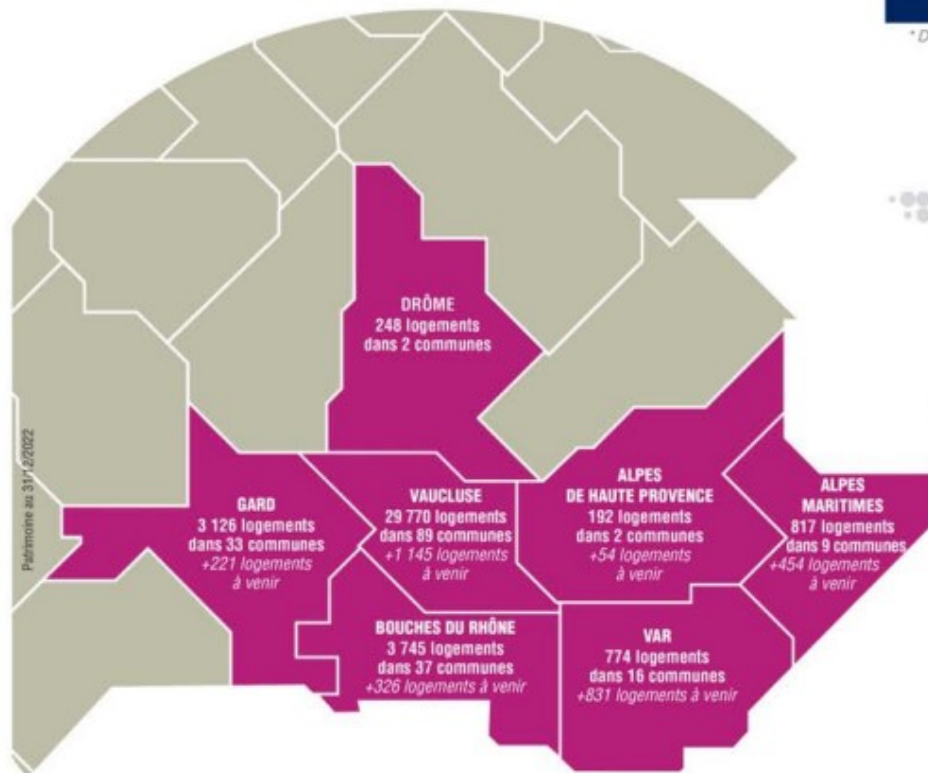 * D
DRÔME
248 logements
dans 2 communes
Patrimoine au 31/12/2022
GARD
3 126 logements
dans 33 communes
+221 logements
à venir
VAUCLUSE
29 770 logements
dans 89 communes
+1 145 logements
à venir
ALPES
DE HAUTE PROVENCE
192 logements
dans 2 communes
+54 logements
à venir
ALPES
MARITIMES
817 logements
dans 9 communes
+454 logements
à venir
BOUCHES DU RHÔNE
3 745 logements
dans 37 communes
+326 logements à venir
VAR
774 logements
dans 16 communes
+831 logements à venir